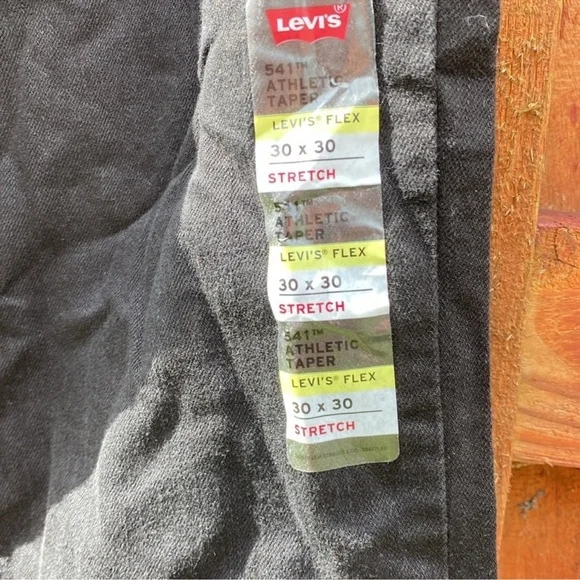 Levi's®
541™
ATHLETIC
TAPER
LEVI'S® FLEX
30 x 30
STRETCH
541™
ATHLETIC
TAPER
LEVI'S® FLEX
30 x 30
STRETCH
541™
ATHLETIC
TAPER
LEVI'S® FLEX
30 x 30
STRETCH